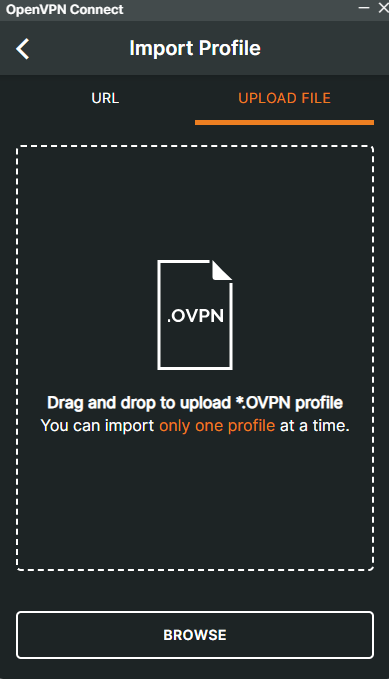 OpenVPN Connect
Import Profile
URL
UPLOAD FILE
.OVPN
Drag and drop to upload *.OVPN profile
You can import only one profile at a time.
BROWSE